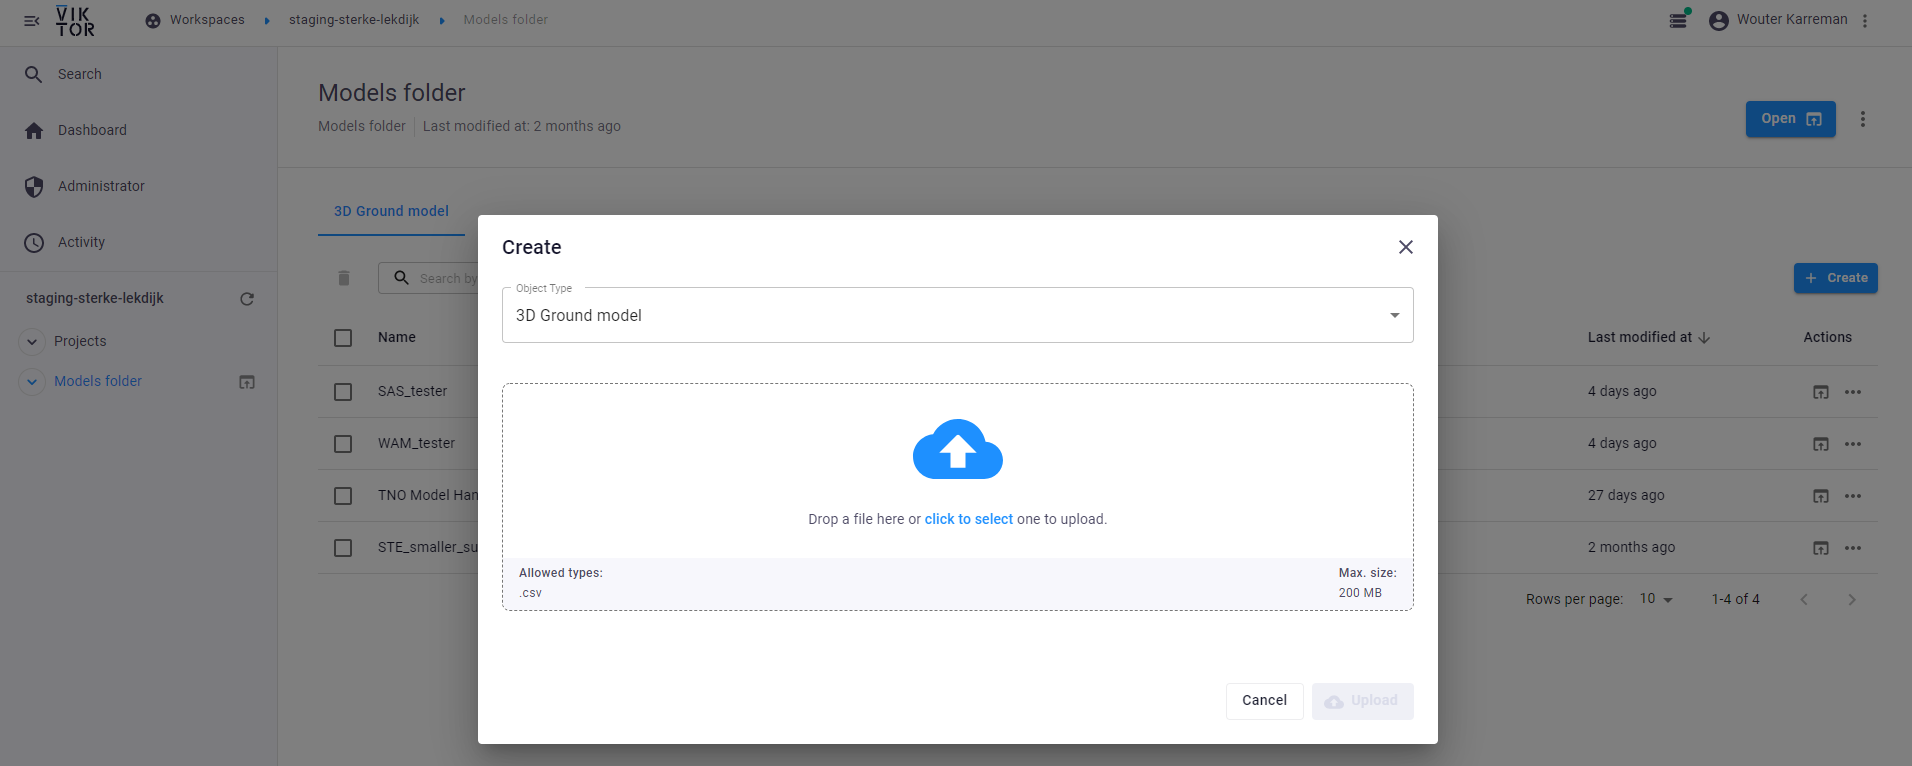 VIKTOR
Workspaces
staging-sterke-lekdijk
Models folder
Wouter Karreman
Search
Dashboard
Administrator
Activity
staging-sterke-lekdijk
Projects
Models folder
Models folder
Models folder
Last modified at: 2 months ago
Open
3D Ground model
Search by
Create
Name
Last modified at
Actions
SAS_tester
4 days ago
WAM_tester
4 days ago
TNO Model Han
27 days ago
STE_smaller_su
2 months ago
Rows per page: 10
1-4 of 4
Create
Object Type
3D Ground model
Drop a file here or click to select one to upload.
Allowed types:
.csv
Max. size:
200 MB
Cancel
Upload